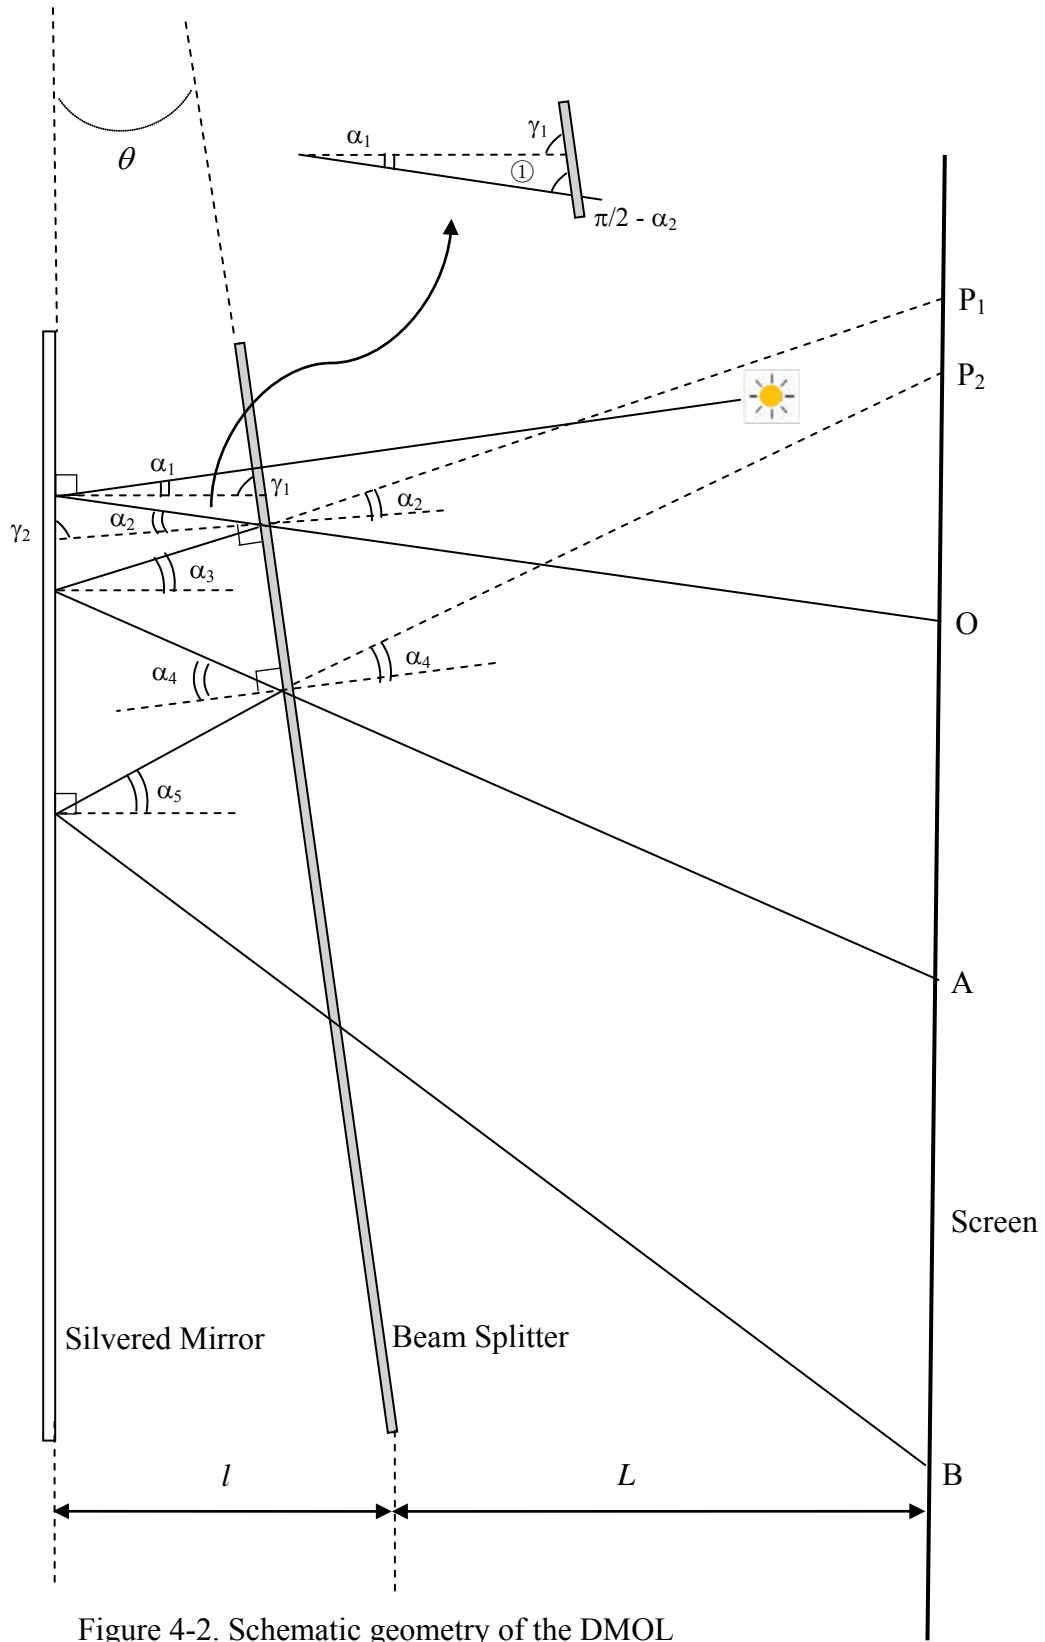 θ
α1
γ1
①
π/2 - α2
P1
P2
α1
γ1
α2
α2
γ2
α3
O
α4
α4
α5
A
Screen
Silvered Mirror
Beam Splitter
l
L
B
Figure 4-2. Schematic geometry of the DMOL